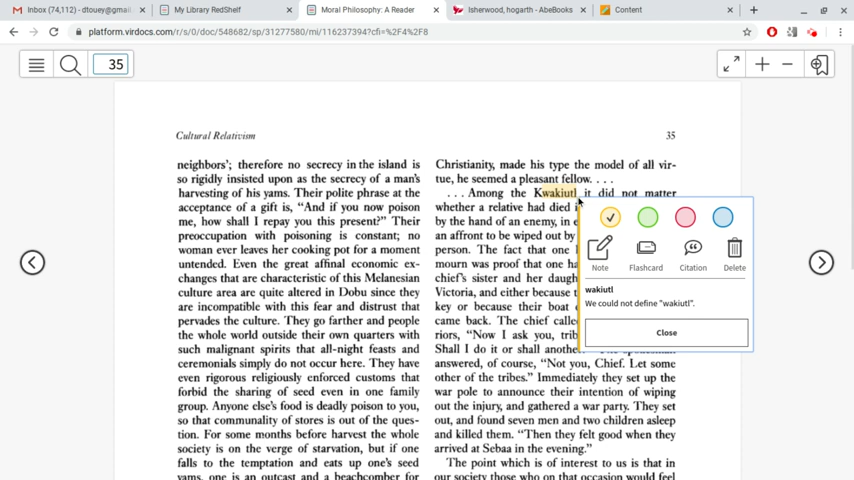 Inbox (74,112) - dtouey@gmail
My Library RedShelf
Moral Philosophy: A Reader
Isherwood, hogarth - AbeBooks
Content
platform.virdocs.com/r/s/0/doc/548682/sp/31277580/mi/116237394?cfi=%2F4%2F8
35
Cultural Relativism
35
neighbors'; therefore no secrecy in the island is
so rigidly insisted upon as the secrecy of a man's
harvesting of his yams. Their polite phrase at the
acceptance of a gift is, "And if you now poison
me, how shall I repay you this present?" Their
preoccupation with poisoning is constant; no
woman ever leaves her cooking pot for a moment
untended. Even the great affinal economic ex-
changes that are characteristic of this Melanesian
culture area are quite altered in Dobu since they
are incompatible with this fear and distrust that
pervades the culture. They go farther and people
the whole world outside their own quarters with
such malignant spirits that all-night feasts and
ceremonials simply do not occur here. They have
even rigorous religiously enforced customs that
forbid the sharing of seed even in one family
group. Anyone else's food is deadly poison to you,
so that communality of stores is out of the ques-
tion. For some months before harvest the whole
society is on the verge of starvation, but if one
falls to the temptation and eats up one's seed
yams, one is an outcast and a beachcomber for
Christianity, made his type the model of all vir-
tue, he seemed a pleasant fellow. . . .
. . . Among the Kwakiutl it did not matter
whether a relative had died i
by the hand of an enemy, in e
an affront to be wiped out by
person. The fact that one
mourn was proof that one ha
chief's sister and her daugh
Victoria, and either because
key or because their boat
came back. The chief calle
riors, "Now I ask you, trib
Shall I do it or shall another
answered, of course, "Not you, Chief. Let some
other of the tribes." Immediately they set up the
war pole to announce their intention of wiping
out the injury, and gathered a war party. They set
out, and found seven men and two children asleep
and killed them. "Then they felt good when they
arrived at Sebaa in the evening."
The point which is of interest to us is that in
our society those who on that occasion would feel
Note
Flashcard
Citation
Delete
wakiutl
We could not define "wakiutl".
Close